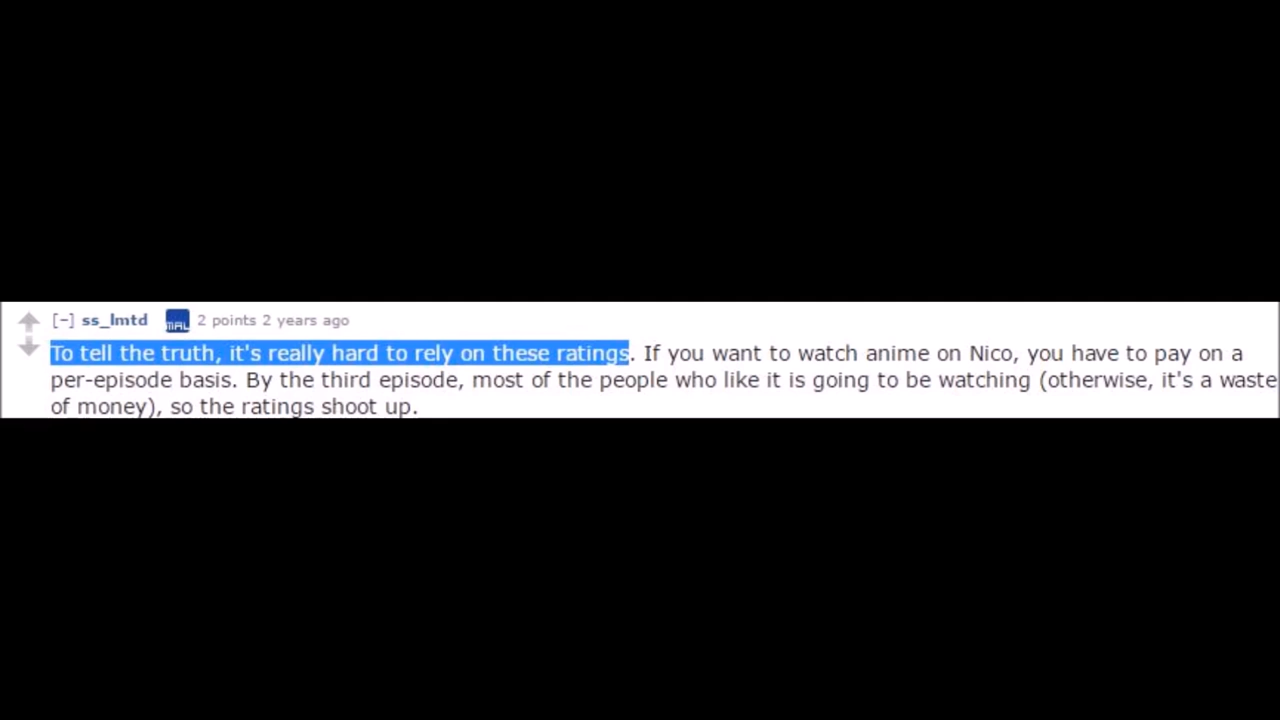 [-] ss_lmtd MAL 2 points 2 years ago
To tell the truth, it's really hard to rely on these ratings. If you want to watch anime on Nico, you have to pay on a
per-episode basis. By the third episode, most of the people who like it is going to be watching (otherwise, it's a waste
of money), so the ratings shoot up.